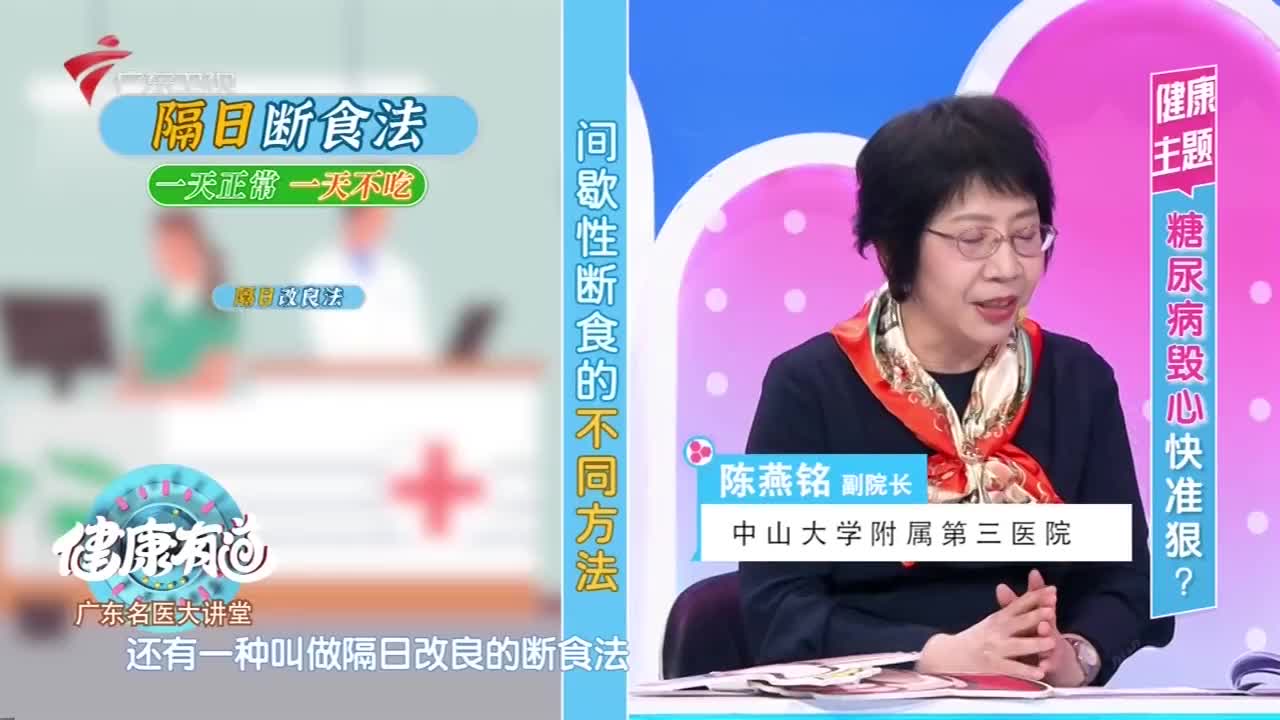 隔日断食法
一天正常 一天不吃
隔日改良法
间歇性断食的不同方法
健康主题
糖尿病毁心快准狠?
陈燕铭 副院长
中山大学附属第三医院
健康有道
广东名医大讲堂
还有一种叫做隔日改良的断食法